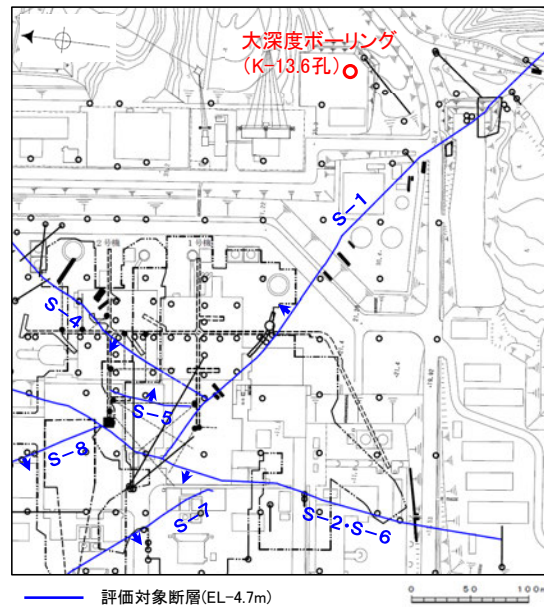 大深度ボーリング
(K-13.6孔)
S-1
2号機
1号機
S-4
S-5
S-8
S-7
S-2・S-6
評価対象断層(EL-4.7m)
0
100m